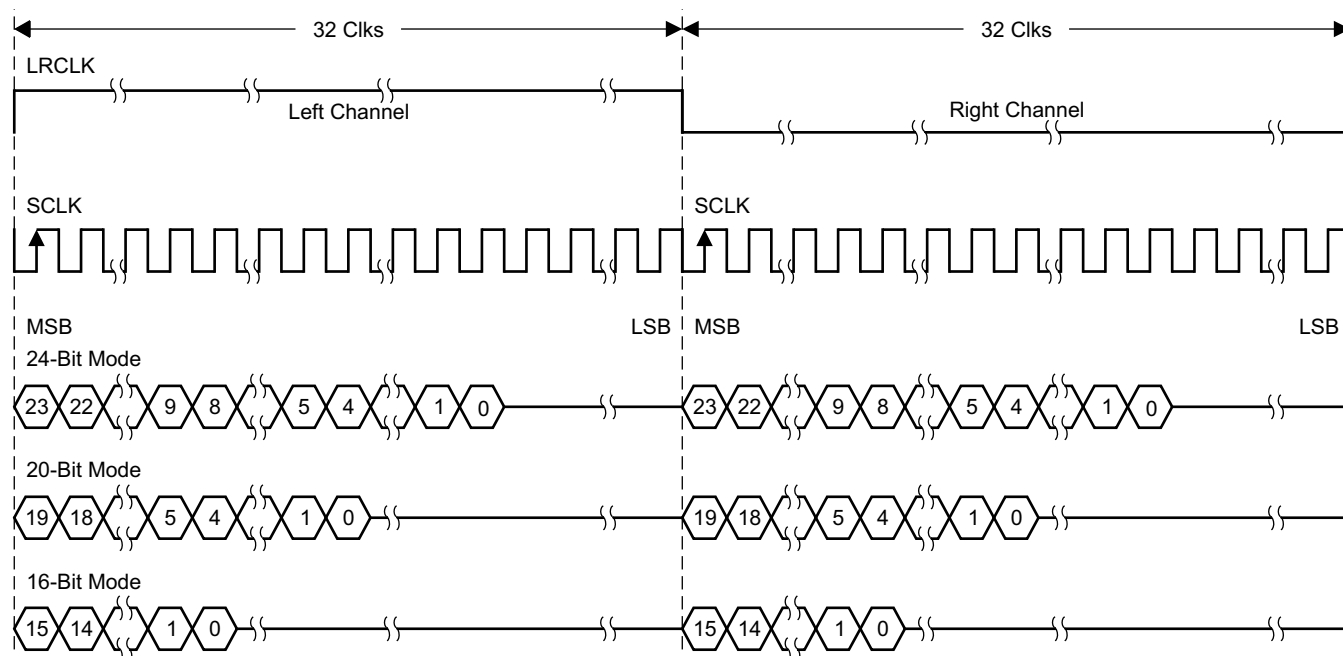 32 Clks 32 Clks
LRCLK
Left Channel Right Channel
SCLK SCLK
MSB LSB MSB LSB
24-Bit Mode
23 22 9 8 5 4 1 0 23 22 9 8 5 4 1 0
20-Bit Mode
19 18 5 4 1 0 19 18 5 4 1 0
16-Bit Mode
15 14 1 0 15 14 1 0